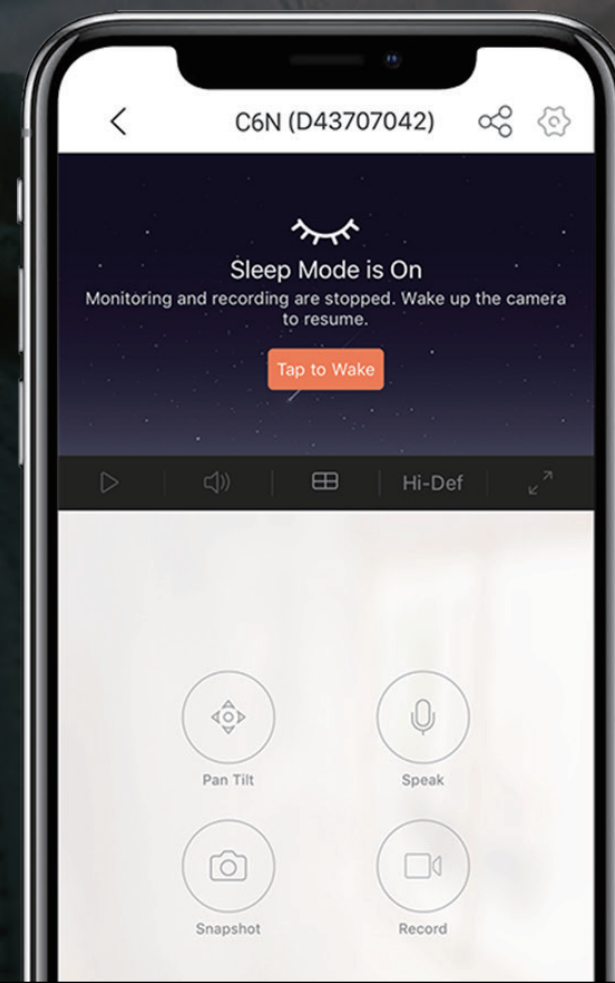 C6N (D43707042)
Sleep Mode is On
Monitoring and recording are stopped. Wake up the camera
to resume.
Tap to Wake
Hi-Def
Pan Tilt
Speak
Snapshot
Record